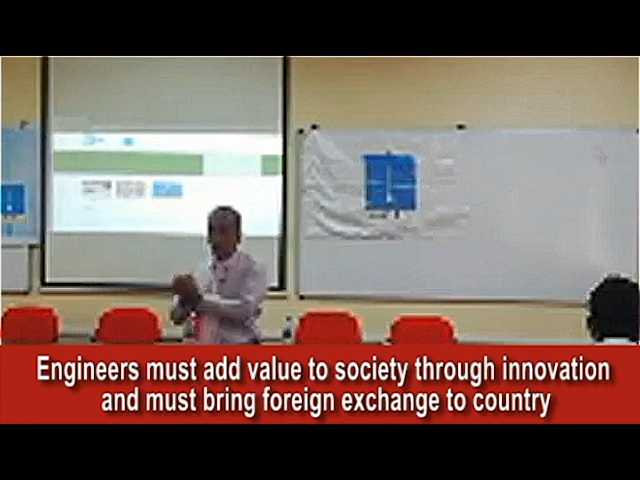 Engineers must add value to society through innovation
and must bring foreign exchange to country